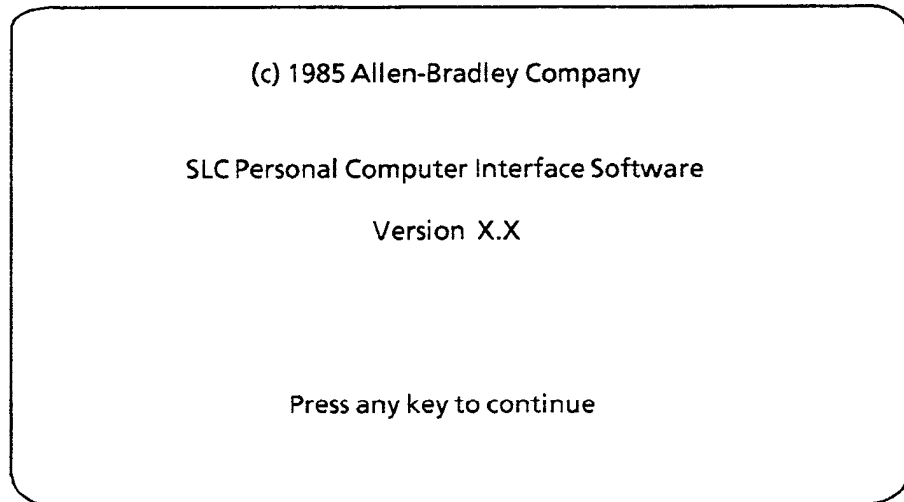 (c) 1985 Allen-Bradley Company
SLC Personal Computer Interface Software
Version X.X
Press any key to continue